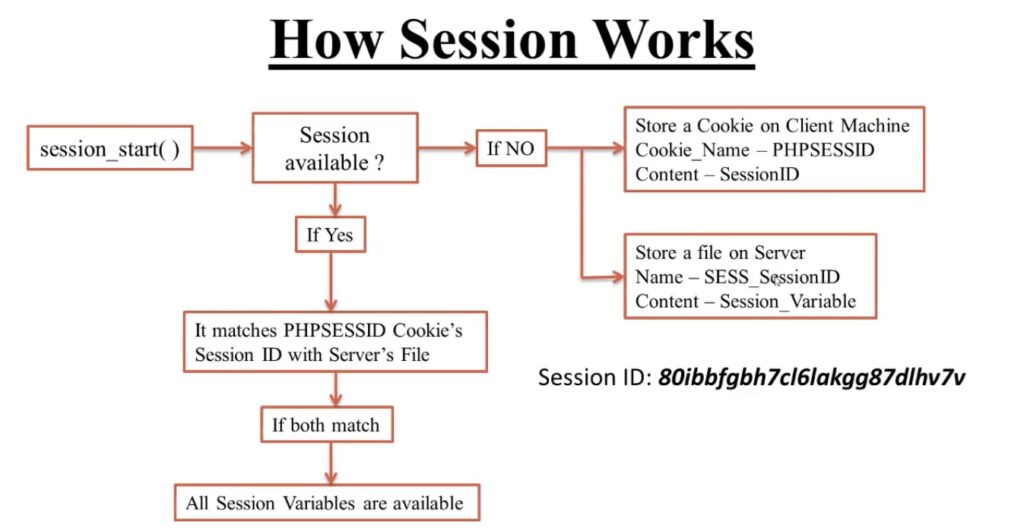 How Session Works
session_start( )
Session
available ?
If NO
Store a Cookie on Client Machine
Cookie_Name – PHPSESSID
Content – SessionID
If Yes
Store a file on Server
Name – SESS_SessionID
Content – Session_Variable
It matches PHPSESSID Cookie's
Session ID with Server's File
Session ID: 80ibbfgbh7cl6lakgg87dlhv7v
If both match
All Session Variables are available